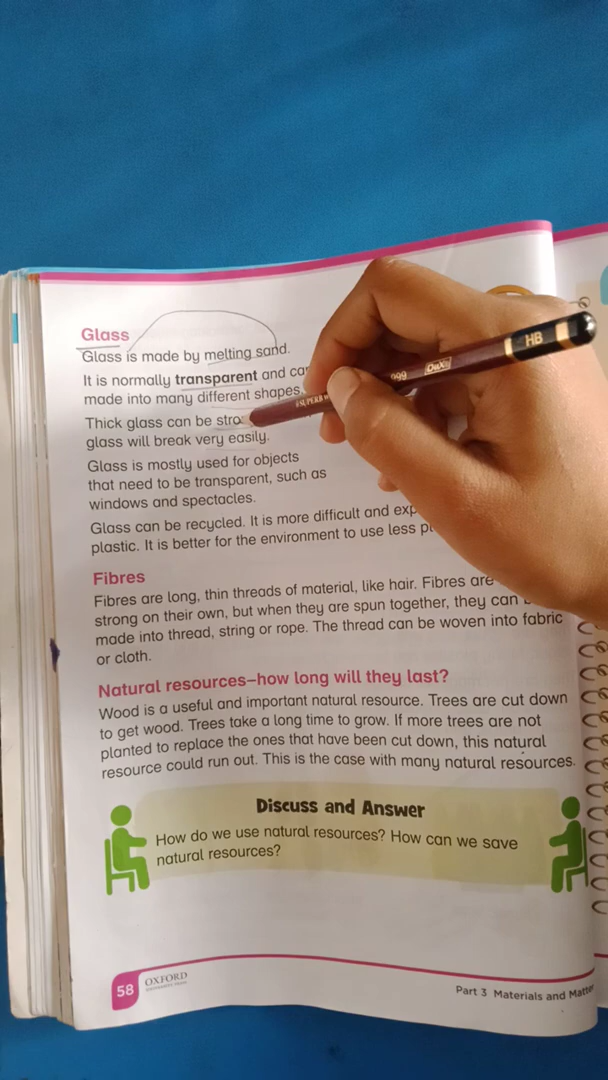 Glass
Glass is made by melting sand.
It is normally transparent and
made into many different shapes
Thick glass can be
glass will break very easily.
Glass is mostly used for objects
that need to be transparent, such as
windows and spectacles.
Glass can be recycled. It is more difficult and
plastic. It is better for the environment to use less
Fibres
Fibres are long, thin threads of material, like hair. Fibres are
strong on their own, but when they are spun together, they can
made into thread, string or rope. The thread can be woven into fabric
or cloth.
Natural resources–how long will they last?
Wood is a useful and important natural resource. Trees are cut down
to get wood. Trees take a long time to grow. If more trees are not
planted to replace the ones that have been cut down, this natural
resource could run out. This is the case with many natural resources.
Discuss and Answer
How do we use natural resources? How can we save
natural resources?
58
OXFORD
Part 3 Materials and
HB
Dux
999